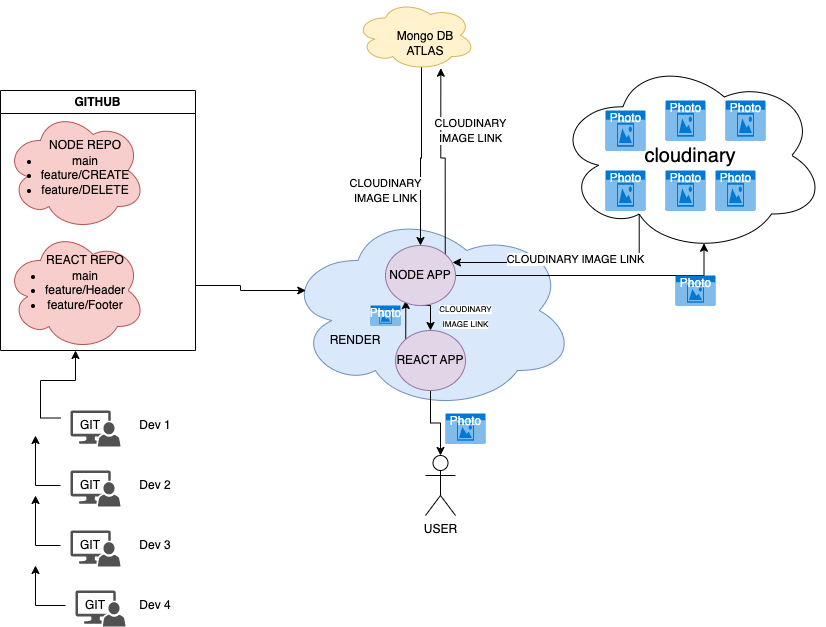 Mongo DB
ATLAS
GITHUB
NODE REPO
main
feature/CREATE
feature/DELETE
REACT REPO
main
feature/Header
feature/Footer
CLOUDINARY
IMAGE LINK
CLOUDINARY
IMAGE LINK
Photo
Photo
Photo
cloudinary
Photo
Photo
Photo
CLOUDINARY IMAGE LINK
NODE APP
Photo
Photo
CLOUDINARY
IMAGE LINK
RENDER
REACT APP
Photo
USER
GIT
Dev 1
GIT
Dev 2
GIT
Dev 3
GIT
Dev 4